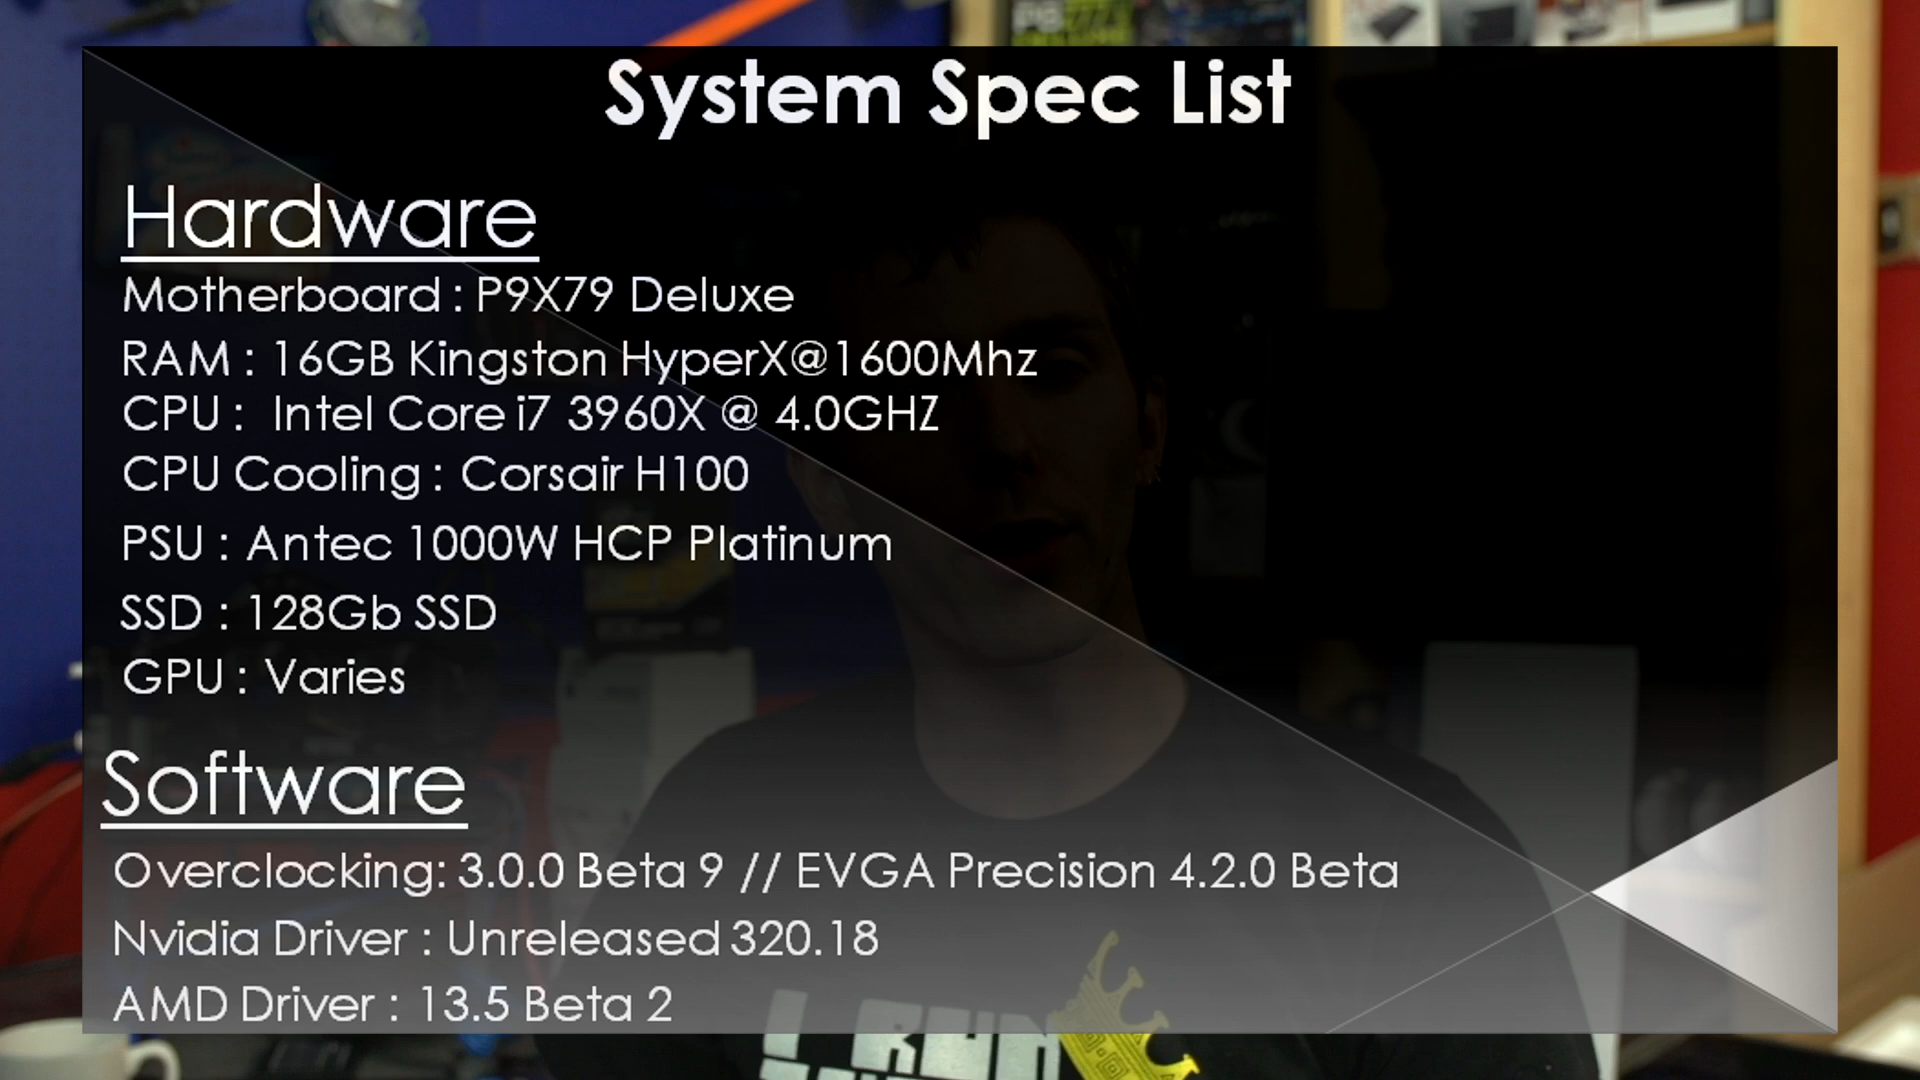 System Spec List
Hardware
Motherboard : P9X79 Deluxe
RAM : 16GB Kingston HyperX@1600Mhz
CPU : Intel Core i7 3960X @ 4.0GHZ
CPU Cooling : Corsair H100
PSU : Antec 1000W HCP Platinum
SSD : 128Gb SSD
GPU : Varies
Software
Overclocking: 3.0.0 Beta 9 // EVGA Precision 4.2.0 Beta
Nvidia Driver : Unreleased 320.18
AMD Driver : 13.5 Beta 2
I RUN